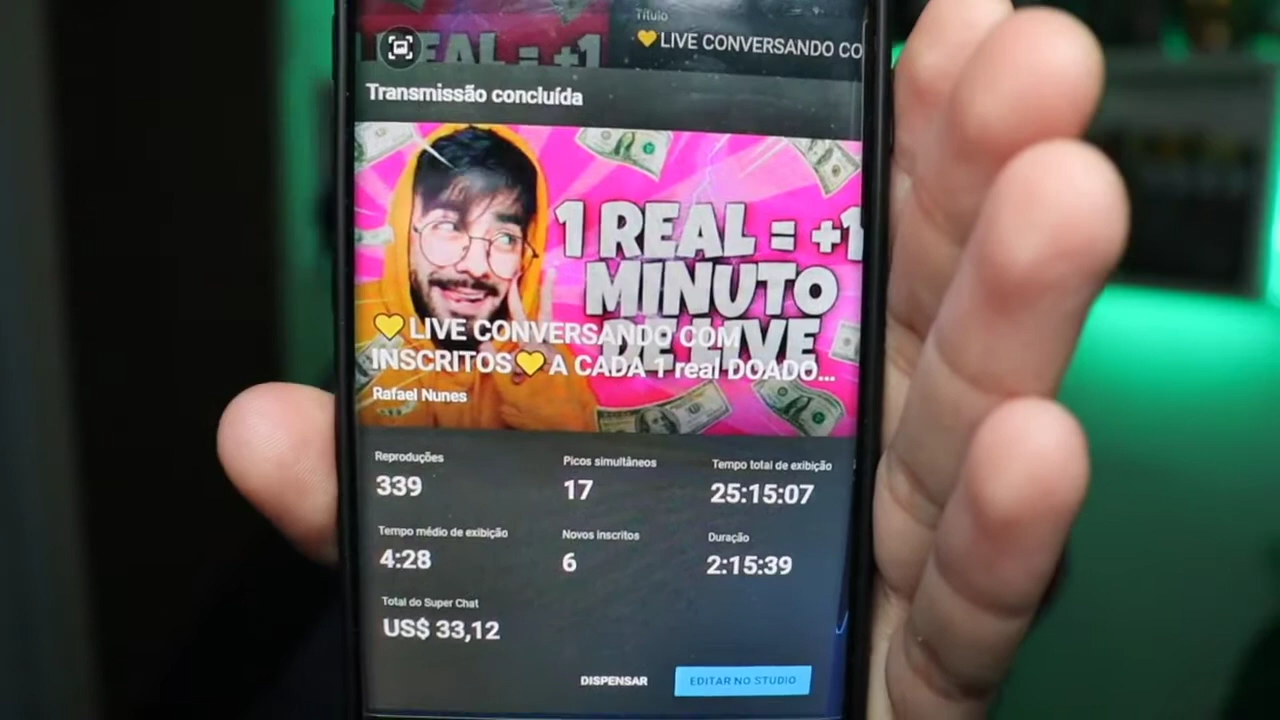 REAL = +1
Título
💛LIVE CONVERSANDO CO
Transmissão concluída
1 REAL = +1
MINUTO
DE LIVE
💛LIVE CONVERSANDO COM
INSCRITOS💛A CADA 1 real DOADO...
Rafael Nunes
Reproduções
339
Picos simultâneos
17
Tempo total de exibição
25:15:07
Tempo médio de exibição
4:28
Novos inscritos
6
Duração
2:15:39
Total do Super Chat
US$ 33,12
DISPENSAR
EDITAR NO STUDIO